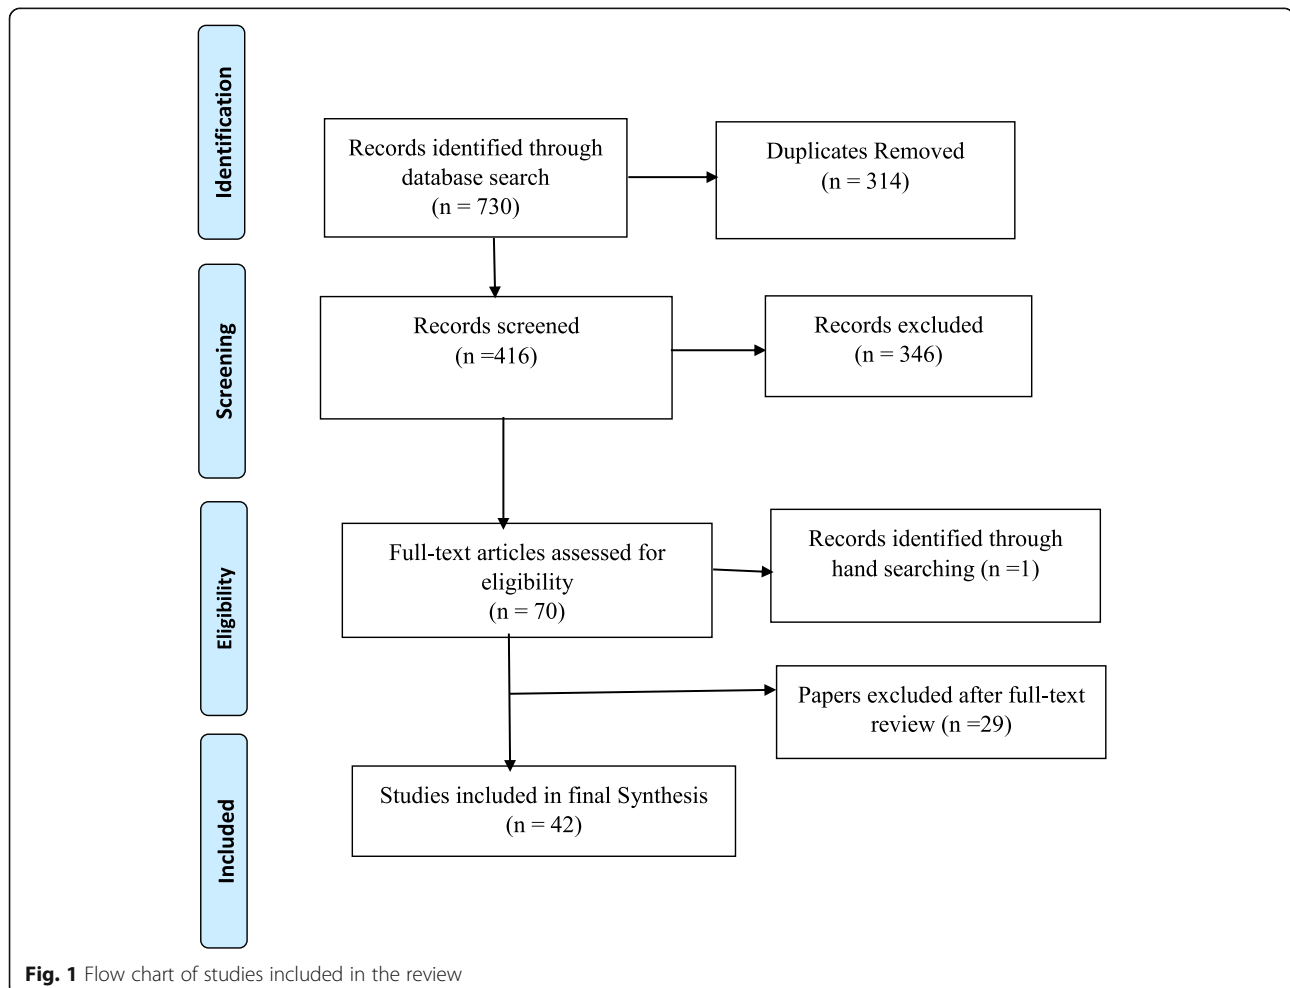 Identification
Records identified through
database search
(n = 730)
Duplicates Removed
(n = 314)
Screening
Records screened
(n =416)
Records excluded
(n = 346)
Eligibility
Full-text articles assessed for
eligibility
(n = 70)
Records identified through
hand searching (n =1)
Papers excluded after full-text
review (n =29)
Included
Studies included in final Synthesis
(n = 42)
Fig. 1 Flow chart of studies included in the review